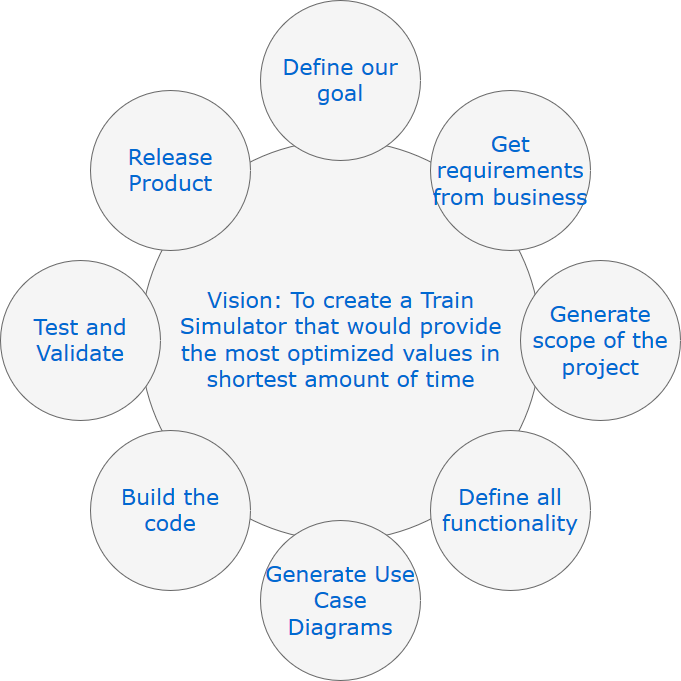 Define our
goal
Get
requirements
from business
Generate
scope of the
project
Define all
functionality
Generate Use
Case
Diagrams
Build the
code
Test and
Validate
Release
Product
Vision: To create a Train
Simulator that would provide
the most optimized values in
shortest amount of time